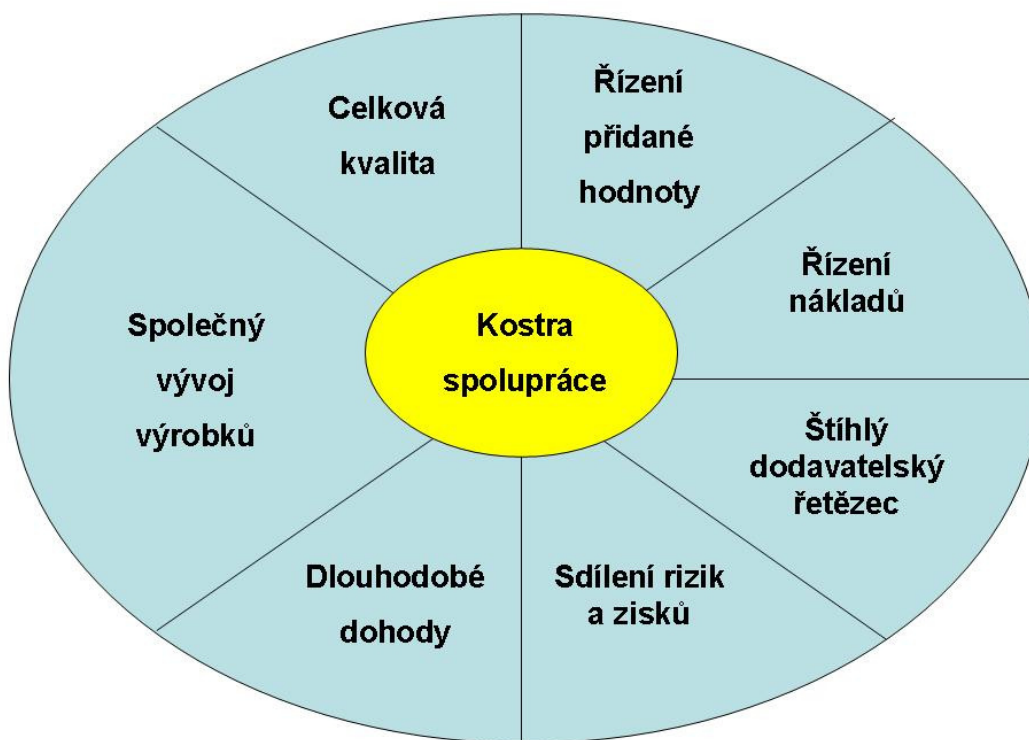 Celková
kvalita
Řízení
přidané
hodnoty
Řízení
nákladů
Štíhlý
dodavatelský
řetězec
Sdílení rizik
a zisků
Dlouhodobé
dohody
Společný
vývoj
výrobků
Kostra
spolupráce